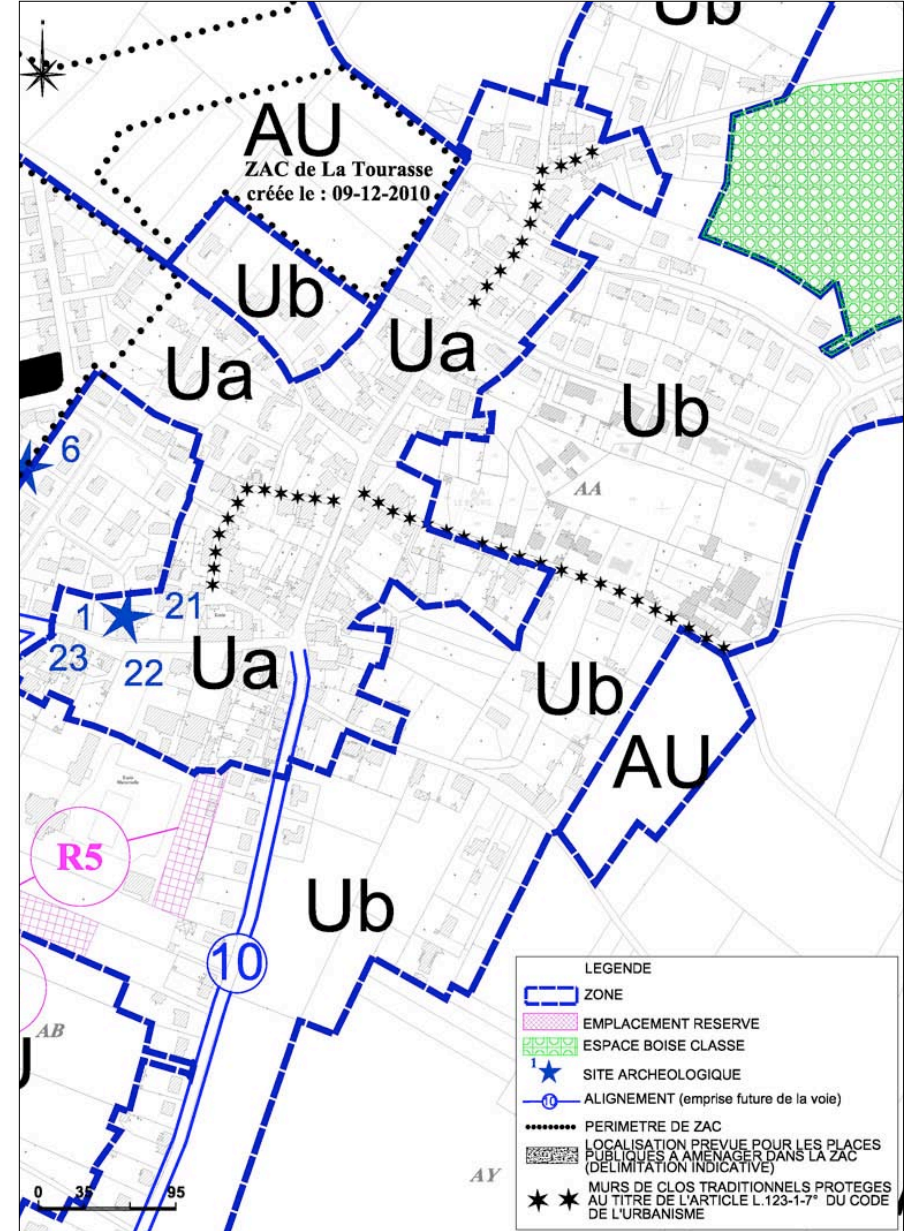 Ub
AU
ZAC de La Tourasse
créée le : 09-12-2010
Ub
Ua
Ua
Ub
6
AA
1
21
23
22
Ua
Ub
AU
R5
Ub
10
AB
AY
0 35 95
LEGENDE
ZONE
EMPLACEMENT RESERVE
ESPACE BOISE CLASSE
1
SITE ARCHEOLOGIQUE
10
ALIGNEMENT (emprise future de la voie)
PERIMETRE DE ZAC
LOCALISATION PREVUE POUR LES PLACES
PUBLIQUES A AMENAGER DANS LA ZAC
(DELIMITATION INDICATIVE)
MURS DE CLOS TRADITIONNELS PROTEGES
AU TITRE DE L'ARTICLE L.123-1-7° DU CODE
DE L'URBANISME